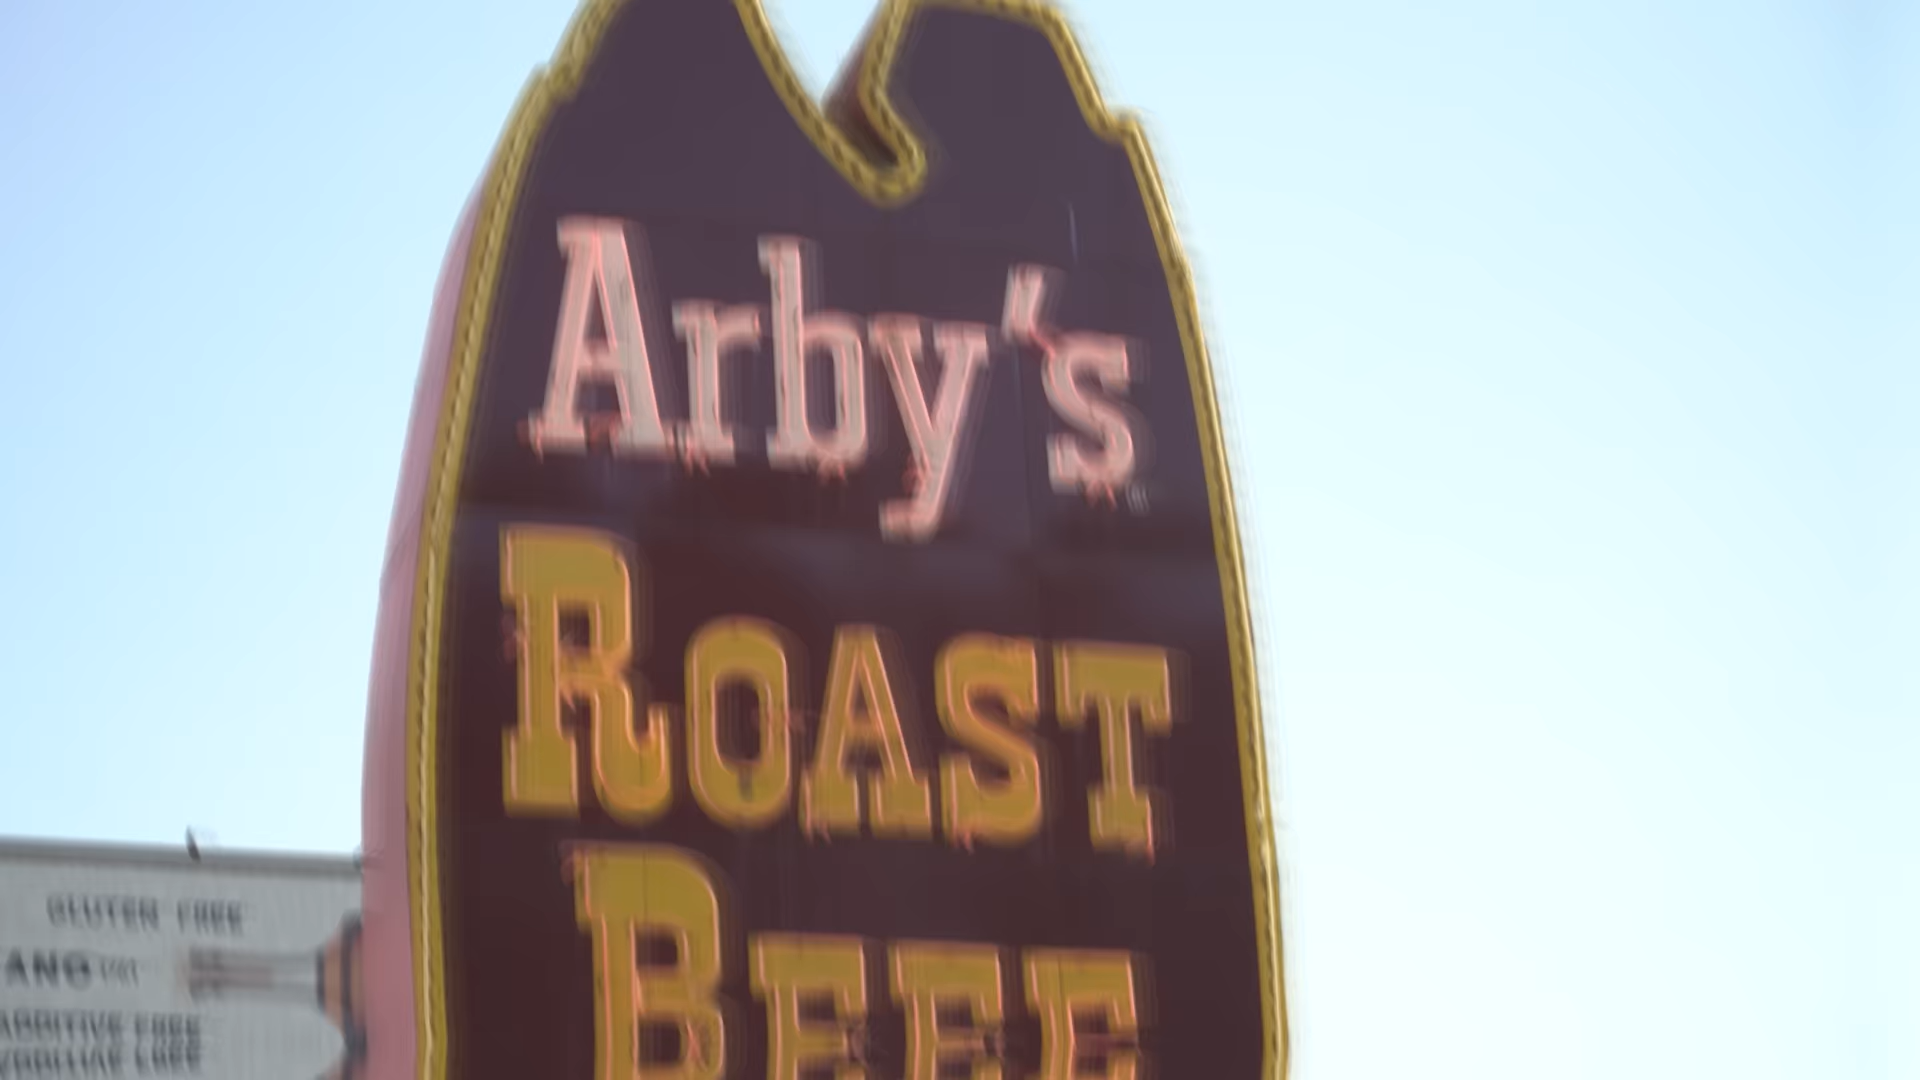 Arby's
ROAST
BEEF
GLUTEN FREE
ADDITIVE FREE